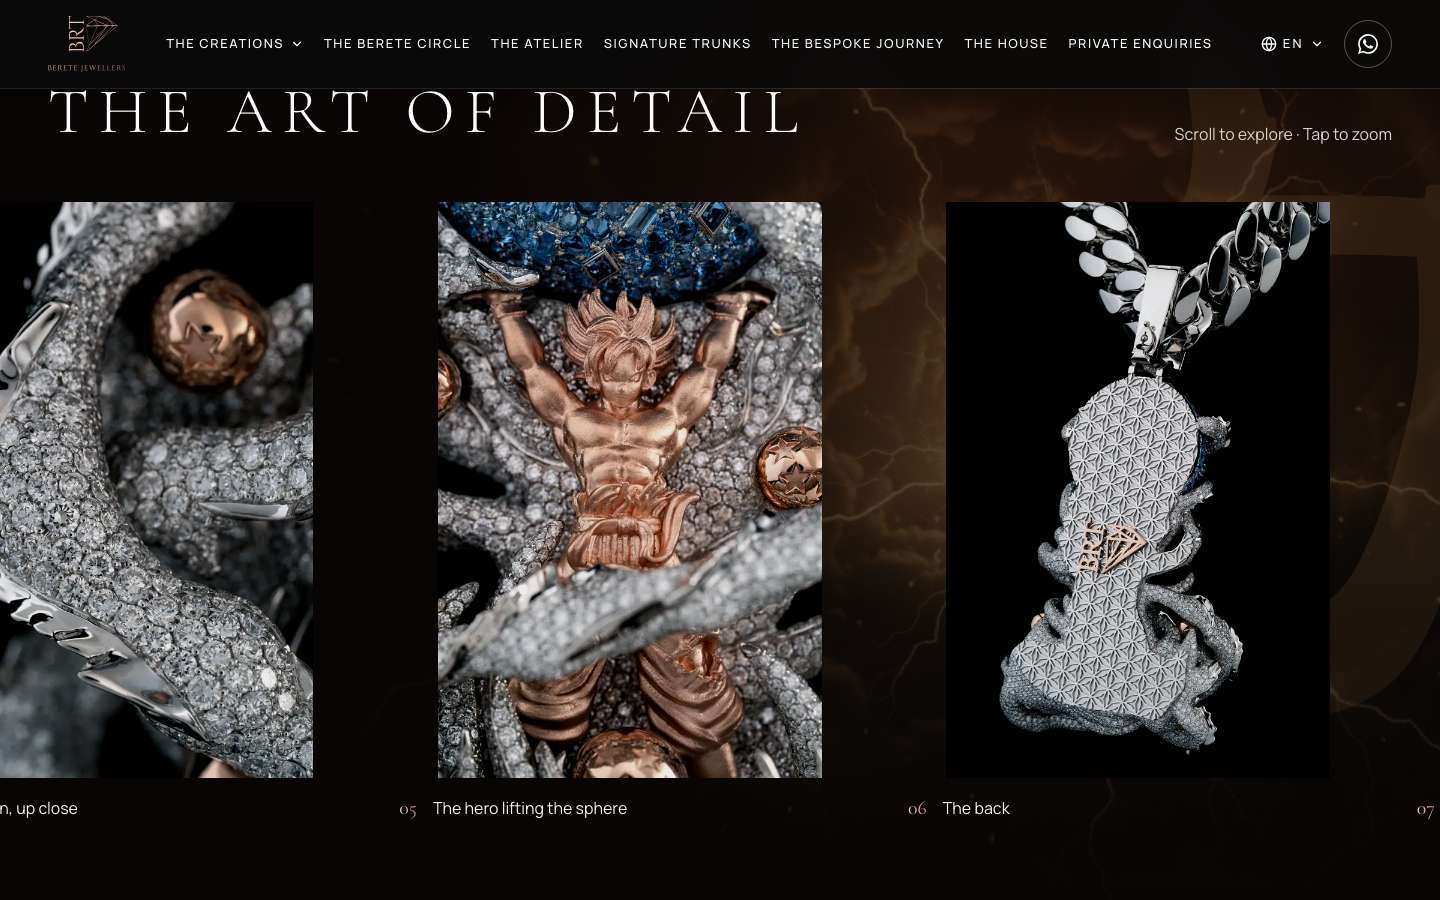 BRT
BERETE JEWELLERS
THE CREATIONS
THE BERETE CIRCLE
THE ATELIER
SIGNATURE TRUNKS
THE BESPOKE JOURNEY
THE HOUSE
PRIVATE ENQUIRIES
EN
THE ART OF DETAIL
Scroll to explore · Tap to zoom
BRT
n, up close
05 The hero lifting the sphere
06 The back
07